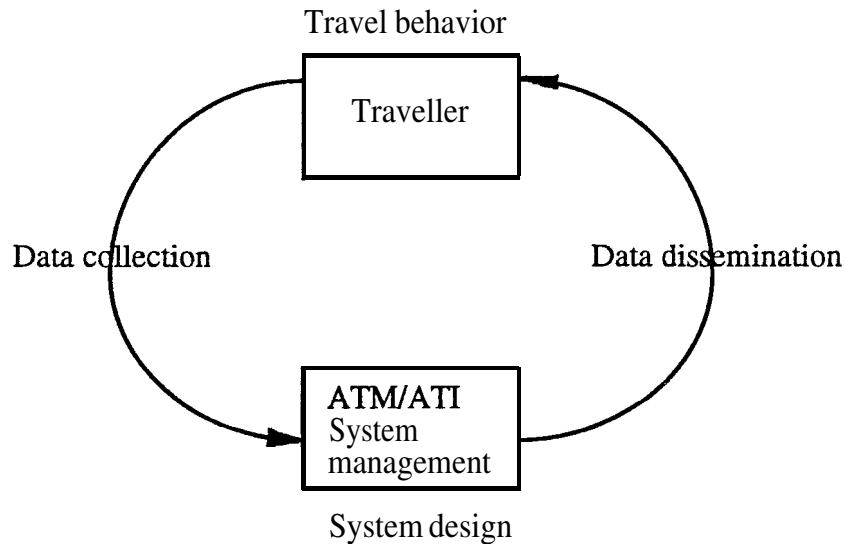 Travel behavior
Traveller
Data collection
Data dissemination
ATM/ATI
System
management
System design